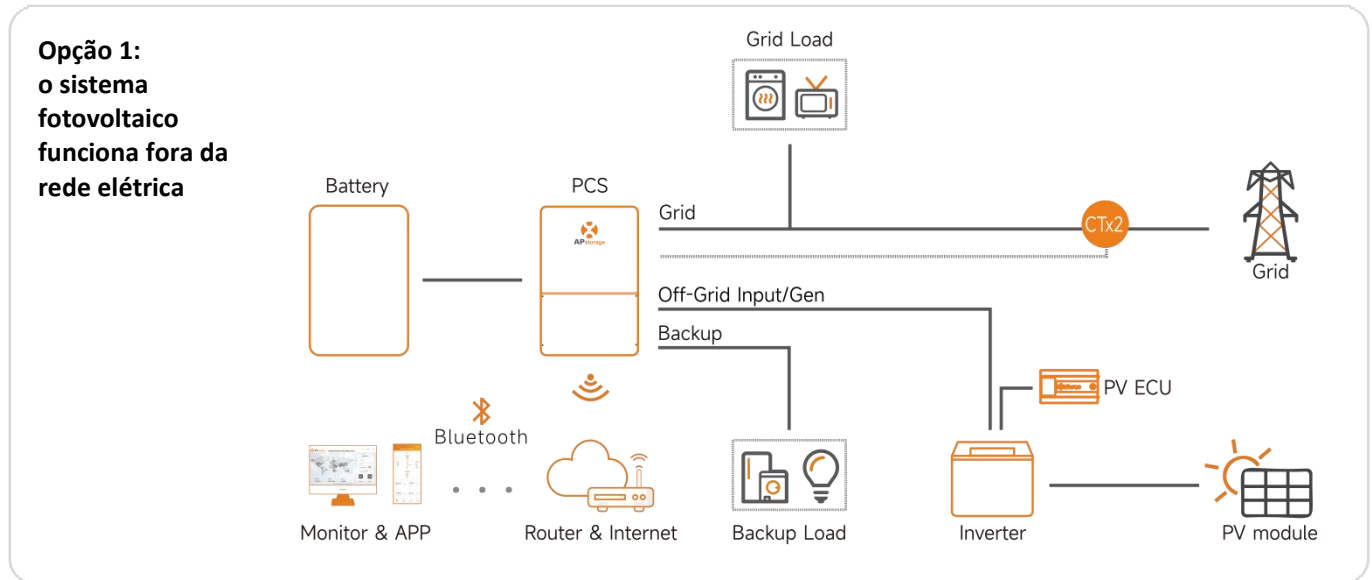 Opção 1:
o sistema
fotovoltaico
funciona fora da
rede elétrica
Grid Load
Battery
PCS
APstorage
Grid
CTx2
Grid
Off-Grid Input/Gen
Backup
PV ECU
Bluetooth
Monitor & APP
Router & Internet
Backup Load
Inverter
PV module